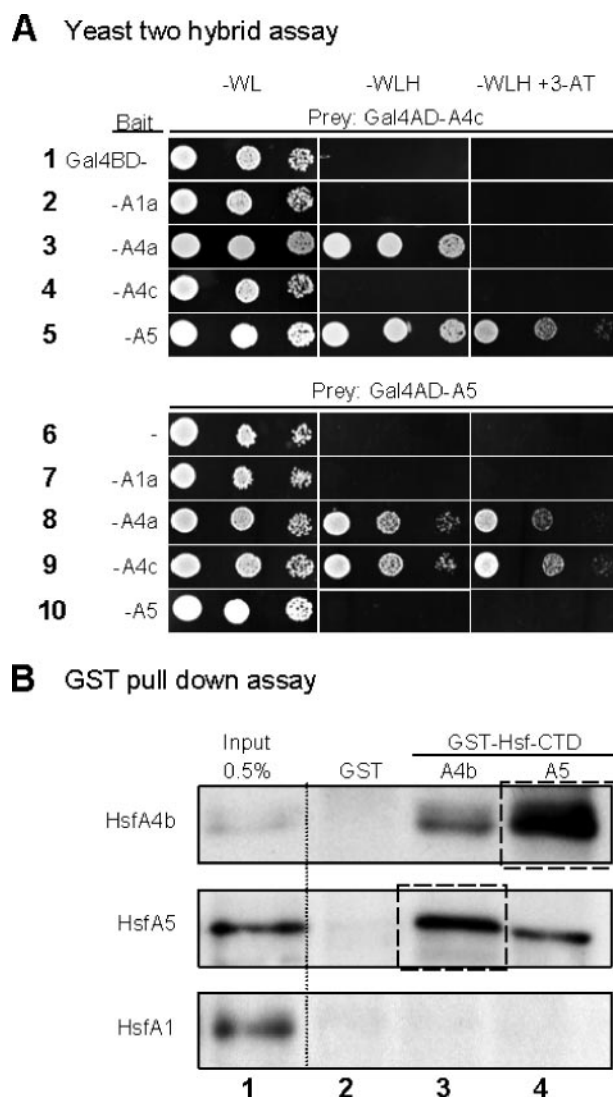 A Yeast two hybrid assay
-WL -WLH -WLH +3-AT
Bait Prey: Gal4AD-A4c
1 Gal4BD-
2 -A1a
3 -A4a
4 -A4c
5 -A5
Prey: Gal4AD-A5
6 -
7 -A1a
8 -A4a
9 -A4c
10 -A5
B GST pull down assay
Input GST-Hsf-CTD
0.5% GST A4b A5
HsfA4b
HsfA5
HsfA1
1 2 3 4